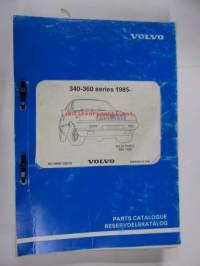 VOLVO
340-360 series 1985-
VOLVO
PARTS CATALOGUE
RESERVDELSKATALOG